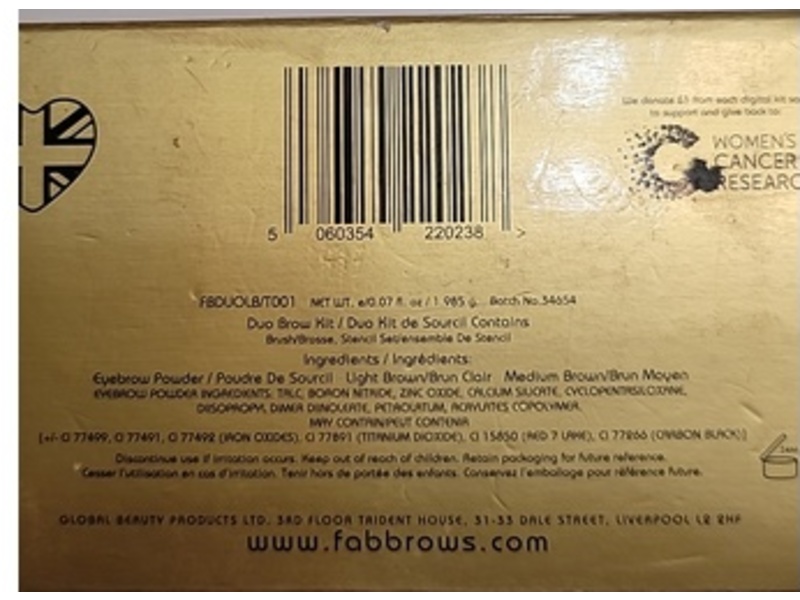 We donate £1 from each digital kit
to support and give back to:
WOMEN'S
CANCER
RESEARC
5 060354 220238 >
FBDUOLB/T001 NET WT. e/0.07 fl. oz / 1.985 g. Batch No.34654
Duo Brow Kit / Duo Kit de Sourcil Contains
Brush/Brosse, Stencil Set/ensemble De Stencil
Ingredients / Ingrédients:
Eyebrow Powder / Poudre De Sourcil Light Brown/Brun Clair Medium Brown/Brun Moyen
EYEBROW POWDER INGREDIENTS: TALC, BORON NITRIDE, ZINC OXIDE, CALCIUM SILICATE, CYCLOPENTASILOXANE,
DIISOPROPYL DIMER DILINOLEATE, PETROLATUM, ACRYLATES COPOLYMER.
MAY CONTAIN/PEUT CONTENIR
[+/- CI 77499, CI 77491, CI 77492 (IRON OXIDES), CI 77891 (TITANIUM DIOXIDE), CI 15850 (RED 7 LAKE), CI 77266 (CARBON BLACK)]
Discontinue use if irritation occurs. Keep out of reach of children. Retain packaging for future reference.
Cesser l'utilisation en cas d'irritation. Tenir hors de portée des enfants. Conservez l'emballage pour référence future.
GLOBAL BEAUTY PRODUCTS LTD. 3RD FLOOR TRIDENT HOUSE, 31-33 DALE STREET, LIVERPOOL L2 2HF
www.fabbrows.com